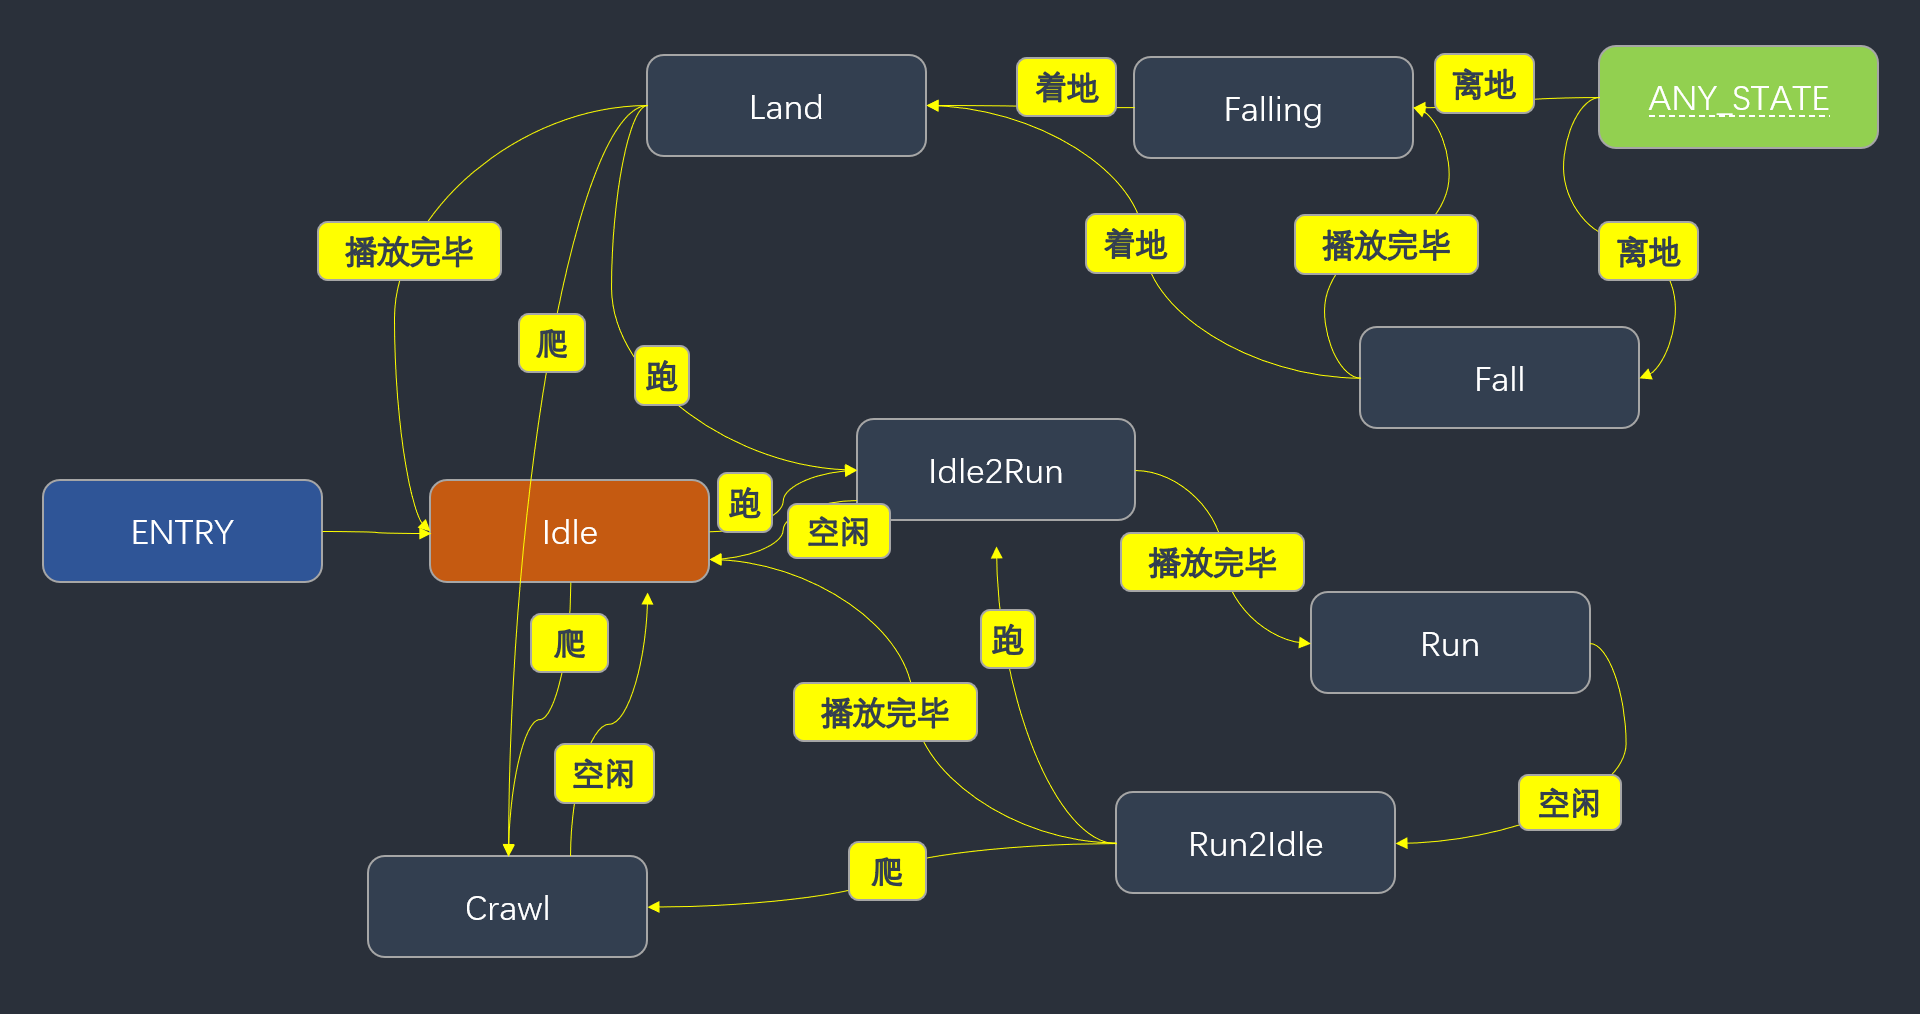 Land
着地
Falling
离地
ANY_STATE
播放完毕
着地
播放完毕
离地
爬
跑
Fall
Idle2Run
跑
ENTRY
Idle
空闲
播放完毕
爬
跑
Run
播放完毕
空闲
空闲
Run2Idle
爬
Crawl